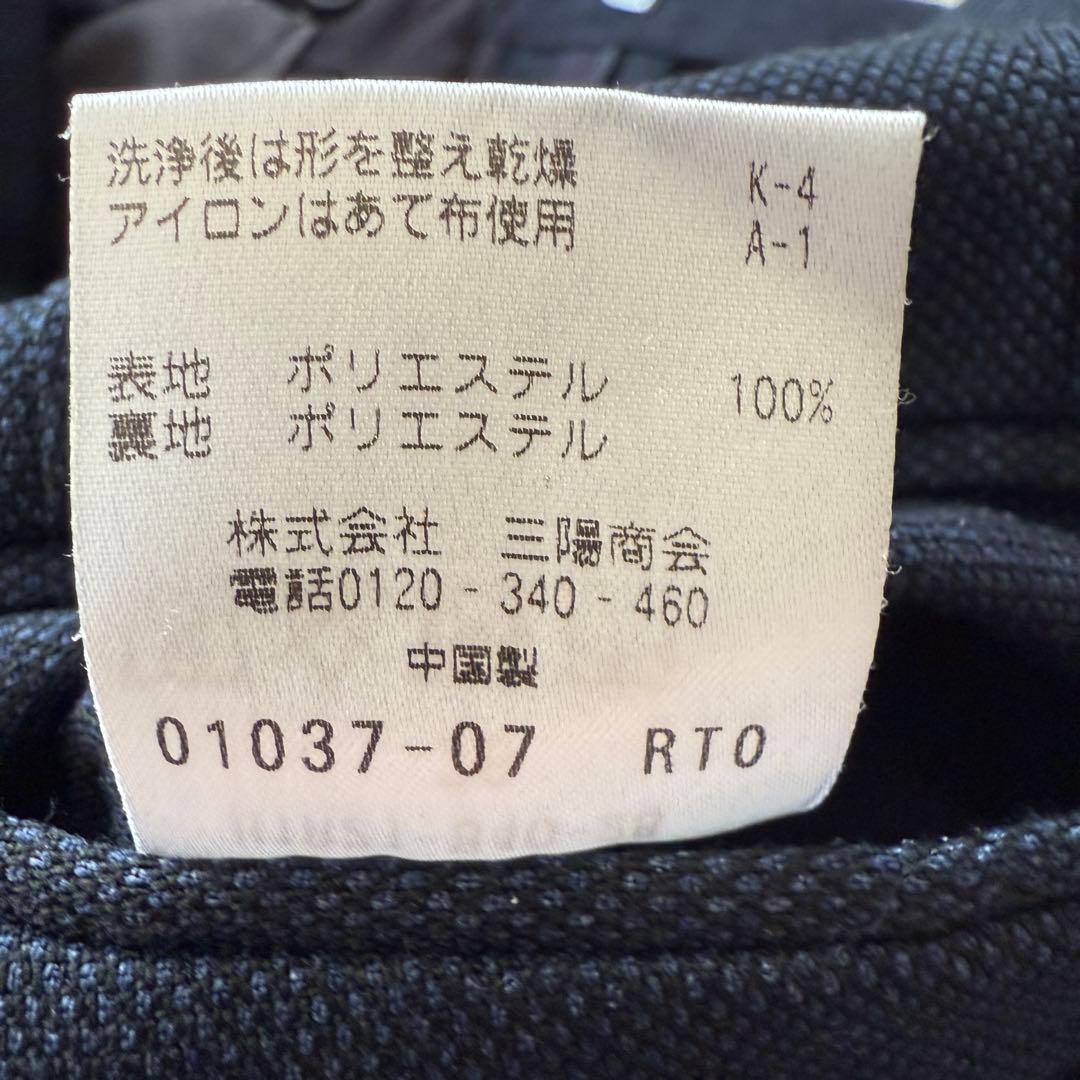 洗浄後は形を整え乾燥 K-4
アイロンはあて布使用 A-1
表地 ポリエステル 100%
裏地 ポリエステル
株式会社 三陽商会
電話0120-340-460
中国製
01037-07 RTO